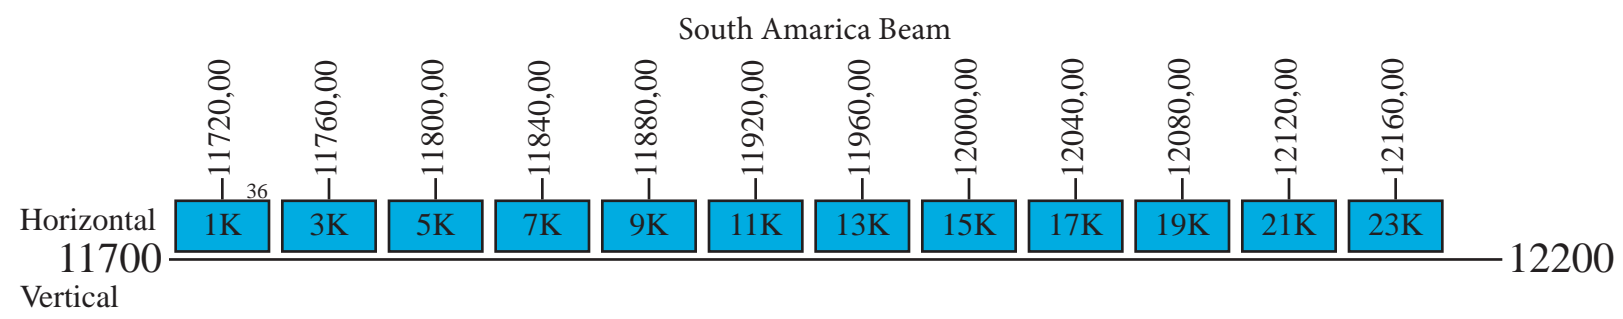 South Amarica Beam
11720,00 11760,00 11800,00 11840,00 11880,00 11920,00 11960,00 12000,00 12040,00 12080,00 12120,00 12160,00
36
Horizontal 1K 3K 5K 7K 9K 11K 13K 15K 17K 19K 21K 23K
11700 12200
Vertical